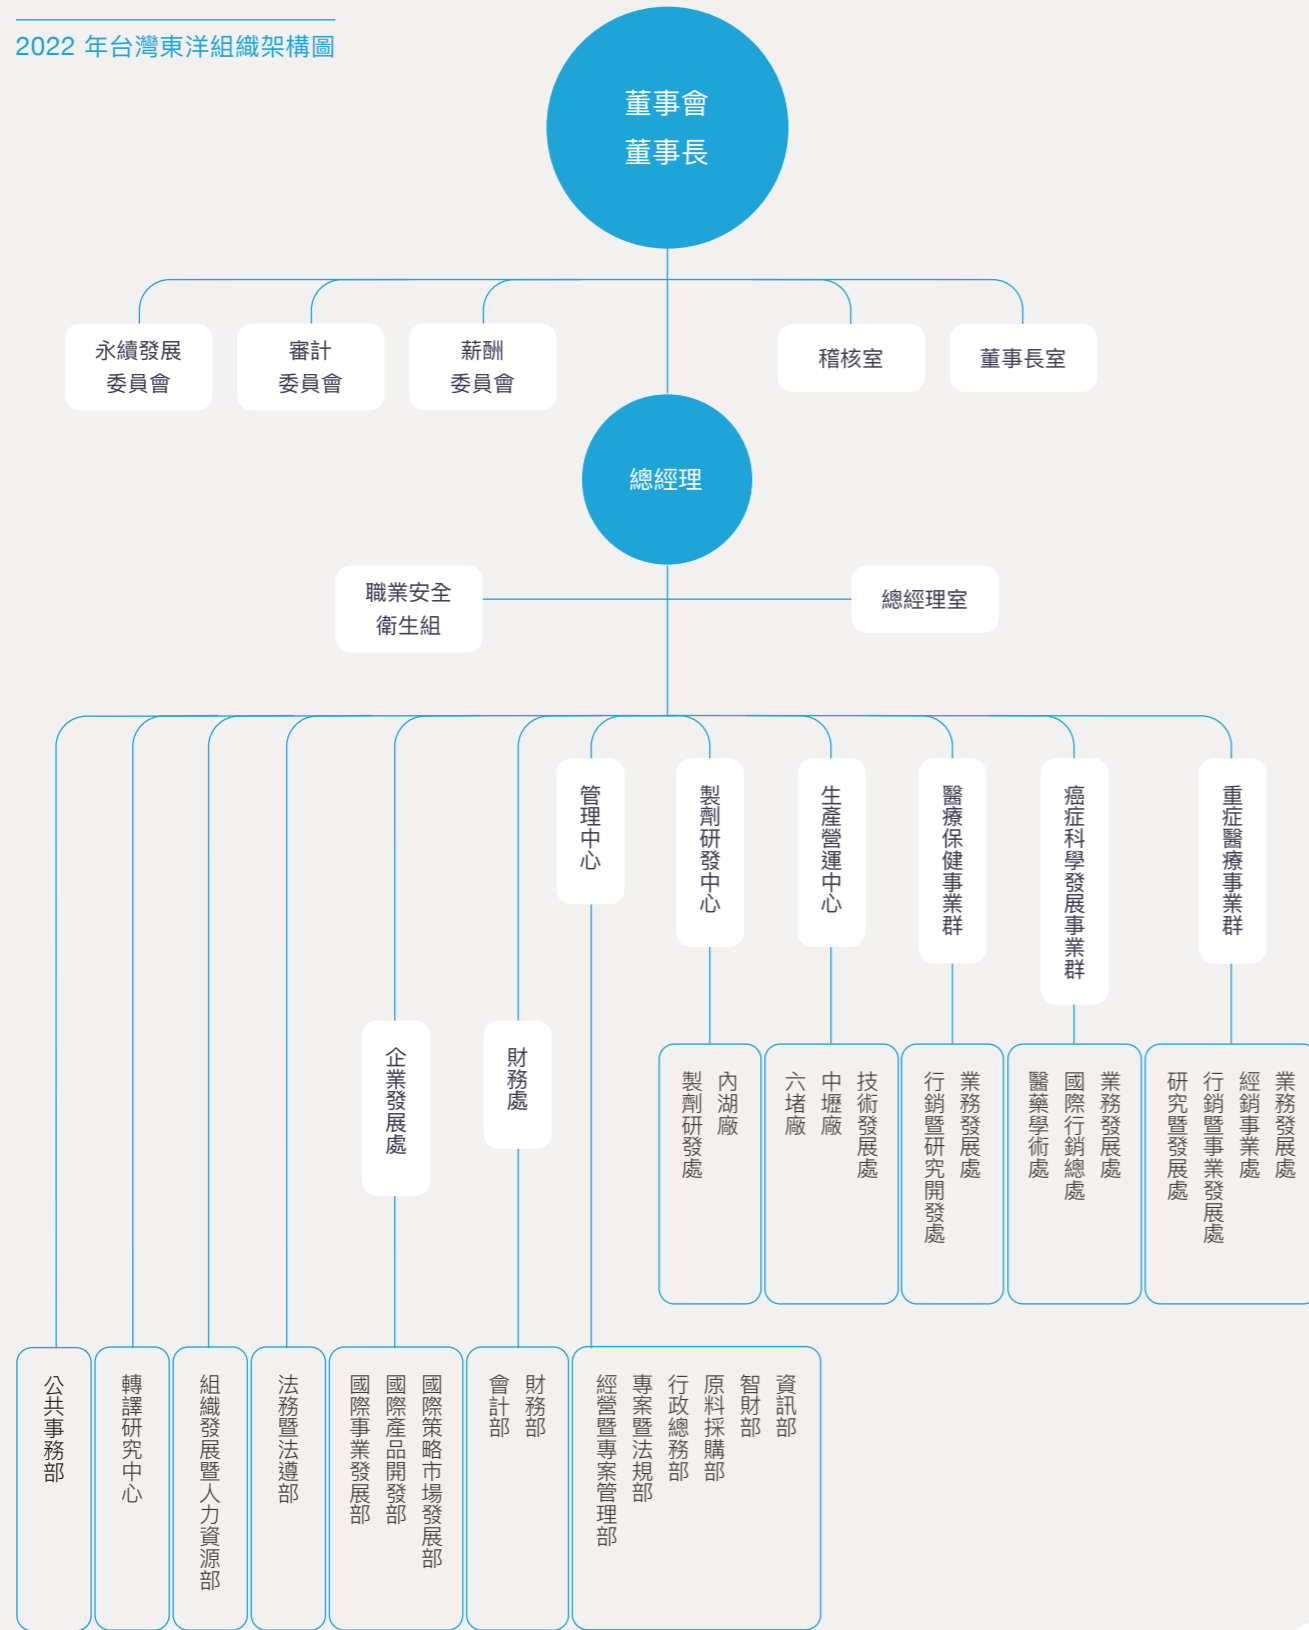 2022 年台灣東洋組織架構圖
董事會
董事長
永續發展
委員會
審計
委員會
薪酬
委員會
稽核室
董事長室
總經理
職業安全
衛生組
總經理室
管理中心
製劑研發中心
生產營運中心
醫療保健事業群
癌症科學發展事業群
重症醫療事業群
企業發展處
財務處
製劑研發處
內湖廠
六堵廠
中壢廠
技術發展處
行銷暨研究開發處
業務發展處
醫藥學術處
國際行銷總處
業務發展處
研究暨發展處
行銷暨事業發展處
經銷事業處
業務發展處
公共事務部
轉譯研究中心
組織發展暨人力資源部
法務暨法遵部
國際事業發展部
國際產品開發部
國際策略市場發展部
會計部
財務部
經營暨專案管理部
專案暨法規部
行政總務部
原料採購部
智財部
資訊部